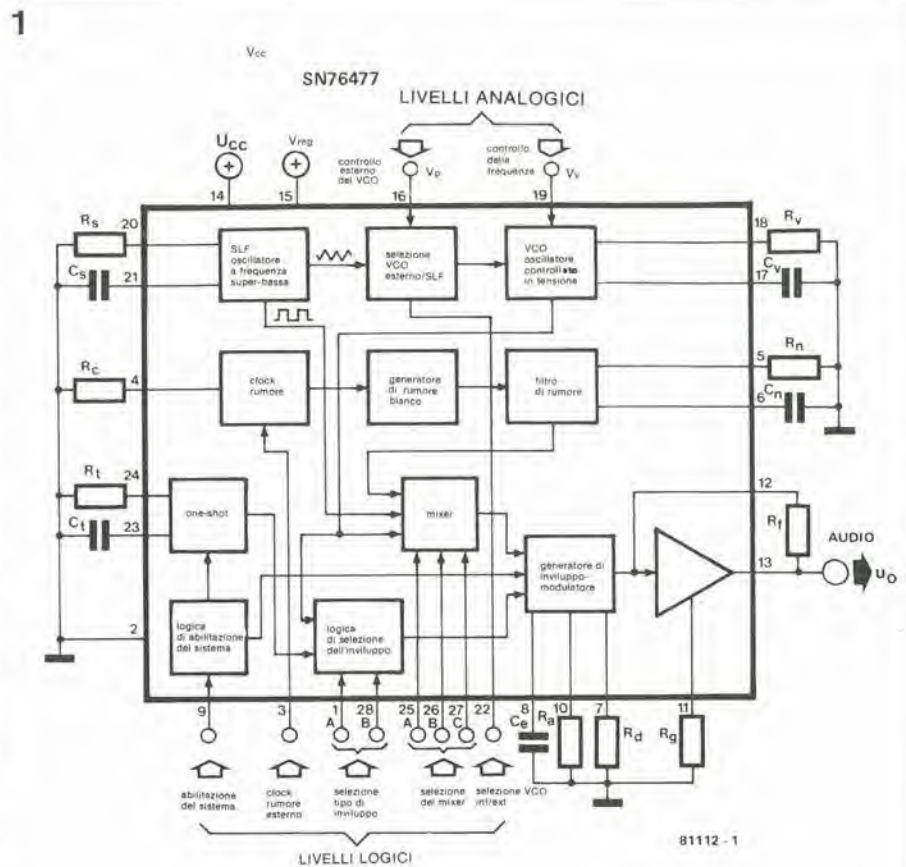 1
Vcc
SN76477
LIVELLI ANALOGICI
UCC
Vreg
controllo
esterno
del VCO
Vp
controllo
della
frequenza
Vv
14
15
16
19
Rs
20
Cs
21
SLF
oscillatore
a frequenza
super-bassa
selezione
VCO
esterno/SLF
VCO
oscillatore
controllato
in tensione
18
Rv
17
Cv
Rc
4
clock
rumore
generatore
di rumore
bianco
filtro
di rumore
5
Rn
6
Cn
Rt
24
Ct
23
one-shot
mixer
12
Rf
AUDIO
13
uO
generatore di
inviluppo-
modulatore
2
logica
di abilitazione
del sistema
logica
di selezione
dell'inviluppo
9
3
1
A
28
B
25
A
26
B
27
C
22
8
Ce
10
Ra
7
Rd
11
Rg
abilitazione
del sistema
clock
rumore
esterno
selezione
tipo di
inviluppo
selezione
del mixer
selezione VCO
int/ext
LIVELLI LOGICI
81112 - 1